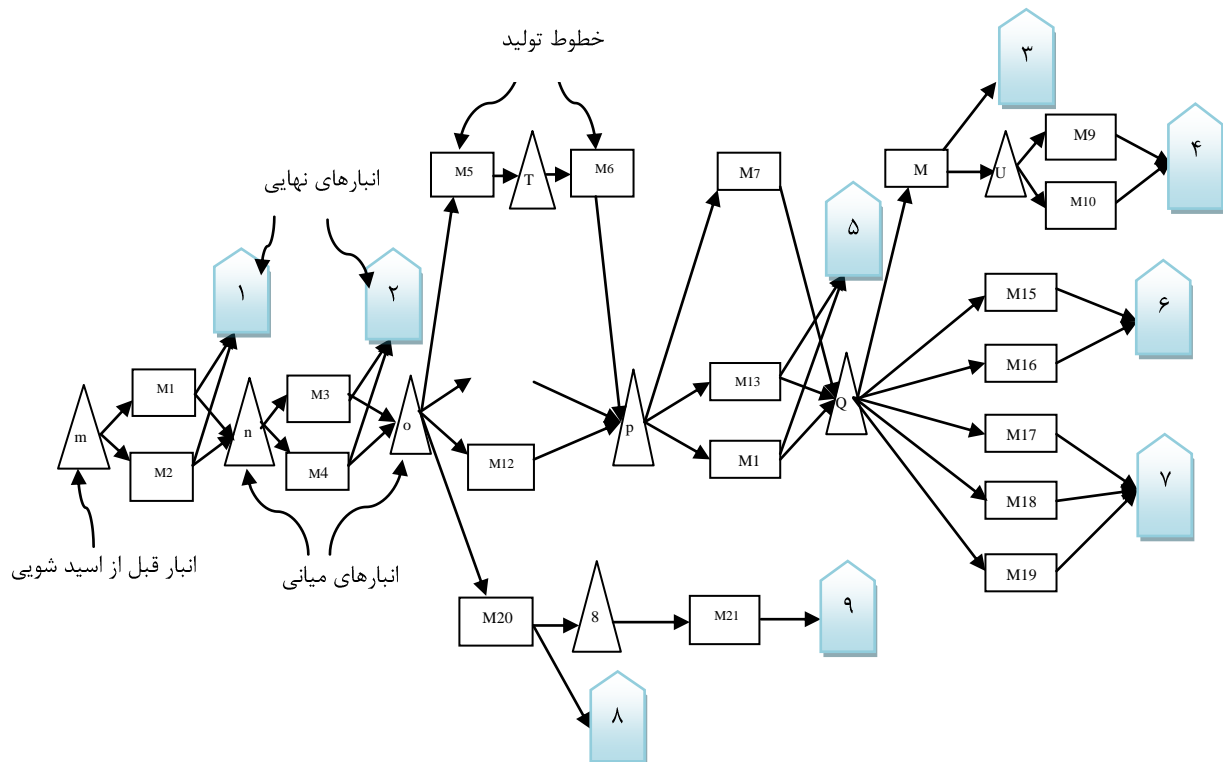 خطوط تولید
۳
M9
۴
M5
T
M6
M7
M
U
M10
انبارهای نهایی
۵
۱
۲
M15
۶
M16
M1
M3
M13
m
n
o
p
Q
M17
M2
M4
M12
M1
۷
M18
انبار قبل از اسید شویی
انبارهای میانی
M19
M20
8
M21
۹
۸